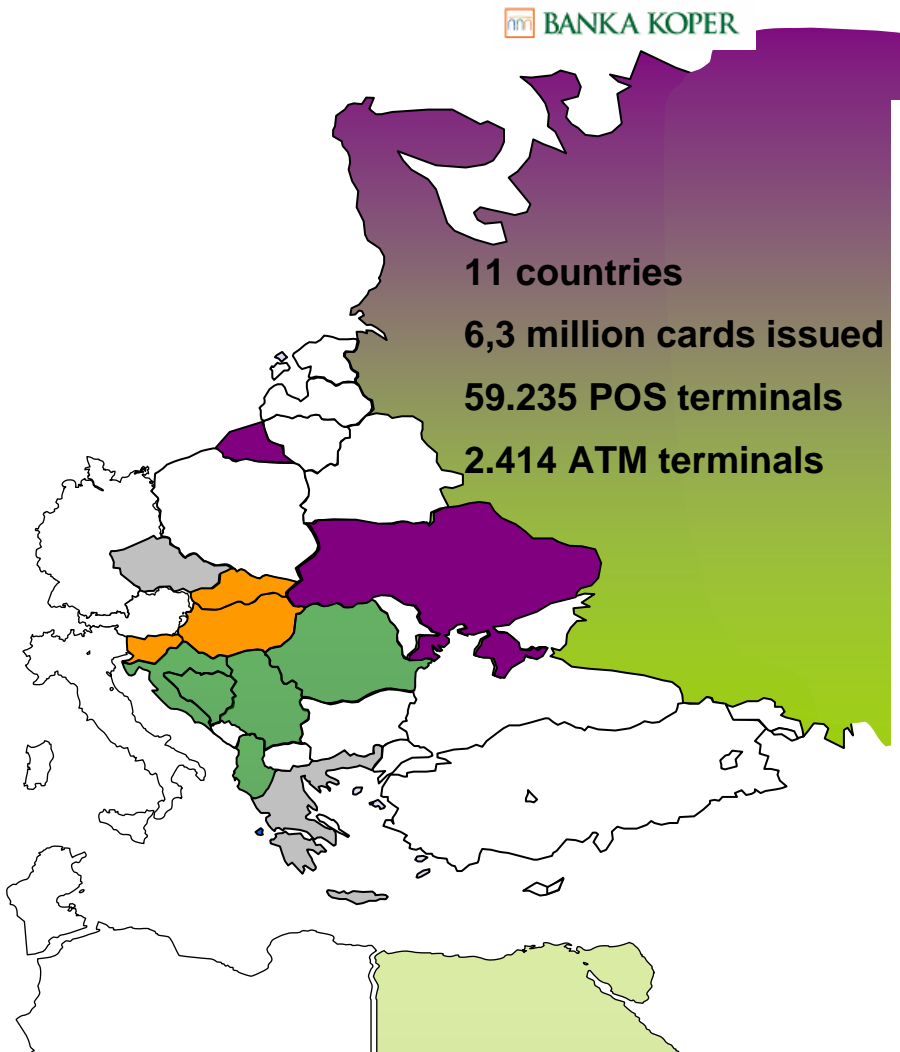 BANKA KOPER
11 countries
6,3 million cards issued
59.235 POS terminals
2.414 ATM terminals